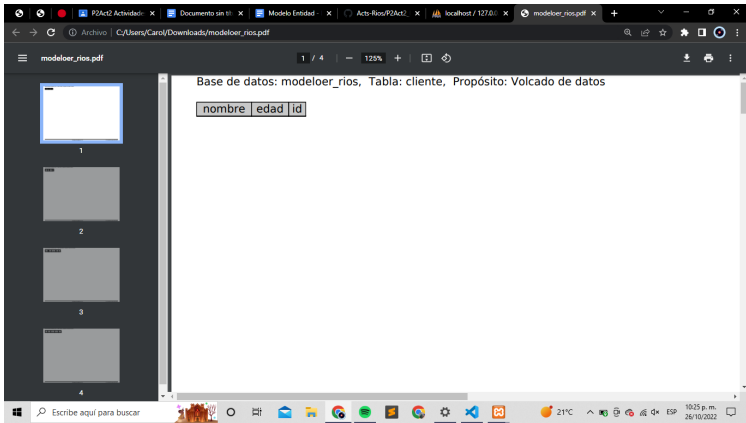 P2Act2 Actividade
Documento sin tít
Modelo Entidad -
Acts-Rios/P2Act2_
localhost / 127.0.0
modeloer_rios.pdf
Archivo | C:/Users/Carol/Downloads/modeloer_rios.pdf
modeloer_rios.pdf
1 / 4
125%
Base de datos: modeloer_rios, Tabla: cliente, Propósito: Volcado de datos
nombre edad id
1
2
3
4
Escribe aquí para buscar
21°C
ESP
10:25 p. m.
26/10/2022